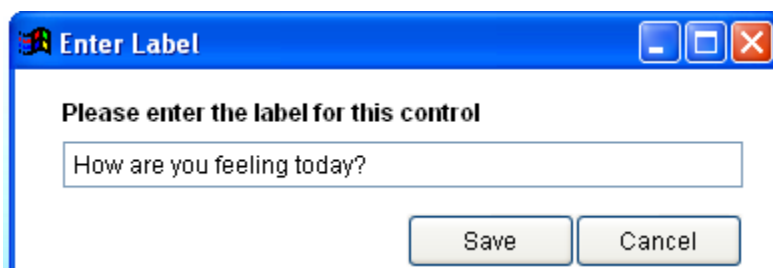 Enter Label
Please enter the label for this control
How are you feeling today?
Save Cancel